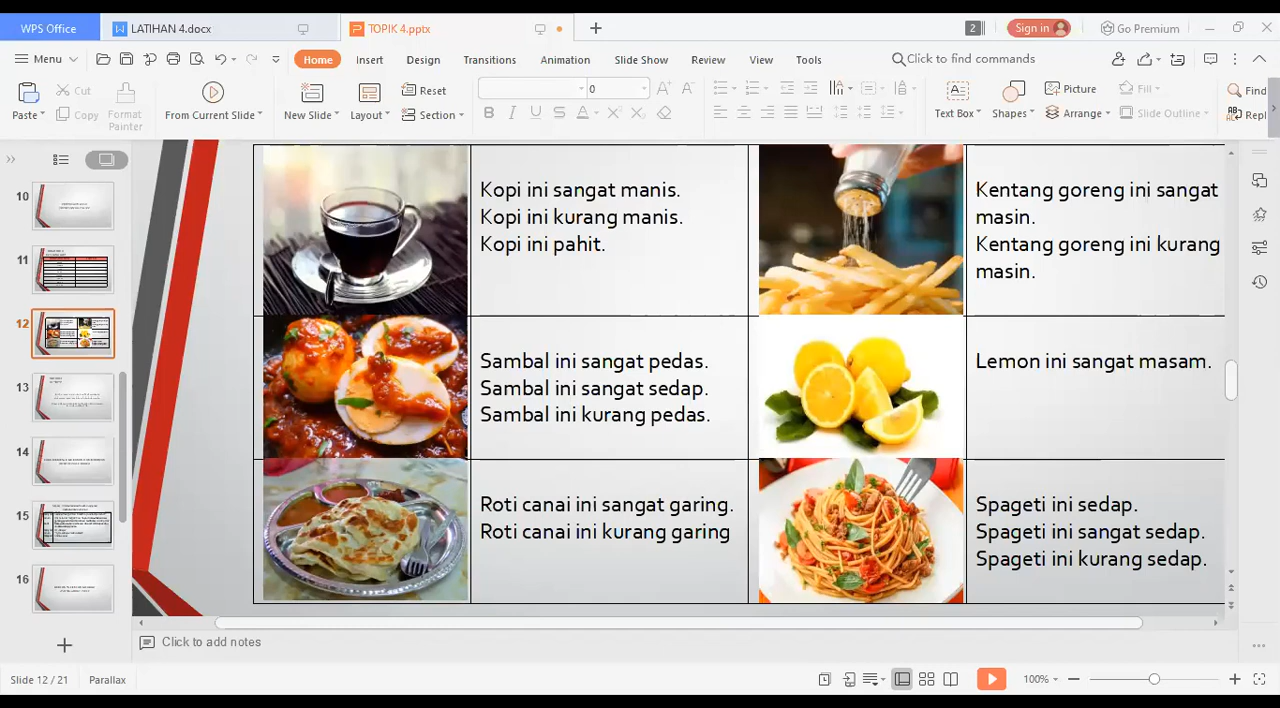 WPS Office
LATIHAN 4.docx
TOPIK 4.pptx
2
Sign in
Go Premium
Menu
Home
Insert
Design
Transitions
Animation
Slide Show
Review
View
Tools
Click to find commands
Paste
Cut
Format
Painter
From Current Slide
New Slide
Layout
Reset
Section
0
B I U S A X² X₂
Text Box
Shapes
Picture
Arrange
Fill
Slide Outline
Find
Repl
10
11
12
13
14
15
16
Kopi ini sangat manis.
Kopi ini kurang manis.
Kopi ini pahit.
Kentang goreng ini sangat
masin.
Kentang goreng ini kurang
masin.
Sambal ini sangat pedas.
Sambal ini sangat sedap.
Sambal ini kurang pedas.
Lemon ini sangat masam.
Roti canai ini sangat garing.
Roti canai ini kurang garing
Spageti ini sedap.
Spageti ini sangat sedap.
Spageti ini kurang sedap.
Click to add notes
Slide 12 / 21
Parallax
100%